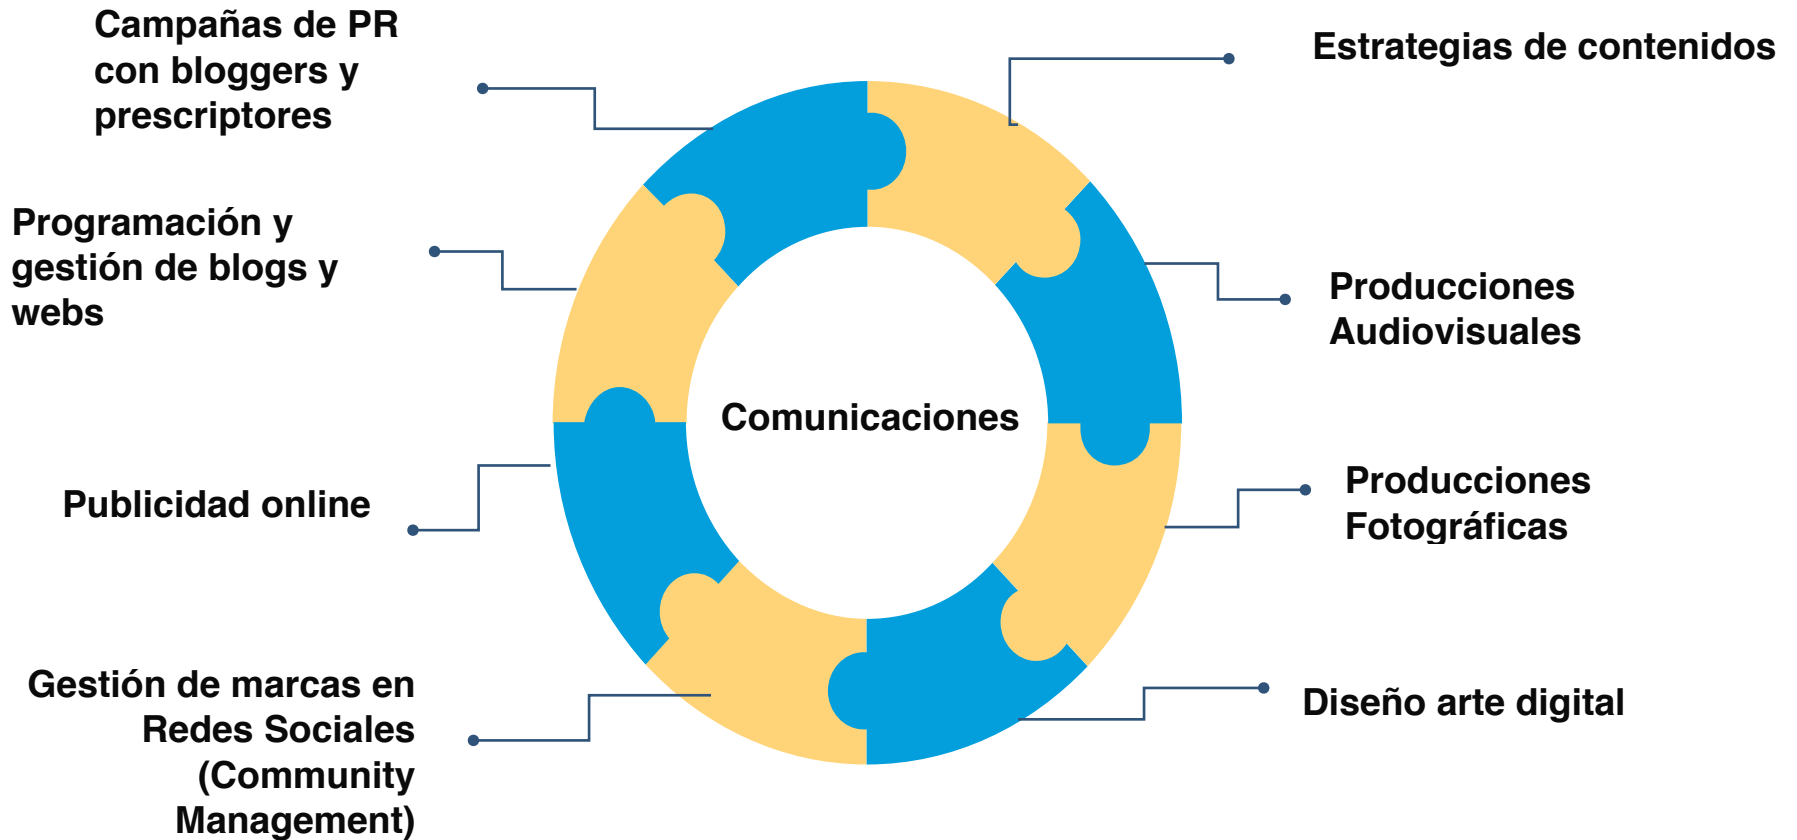 Campañas de PR
con bloggers y
prescriptores
Estrategias de contenidos
Programación y
gestión de blogs y
webs
Producciones
Audiovisuales
Comunicaciones
Publicidad online
Producciones
Fotográficas
Gestión de marcas en
Redes Sociales
(Community
Management)
Diseño arte digital